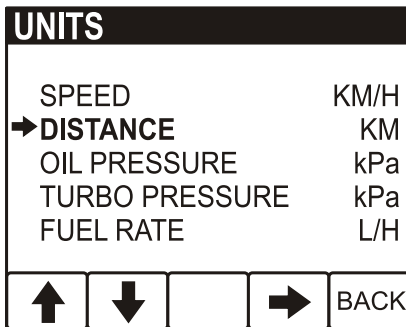 UNITS
SPEED KM/H
DISTANCE KM
OIL PRESSURE kPa
TURBO PRESSURE kPa
FUEL RATE L/H
BACK